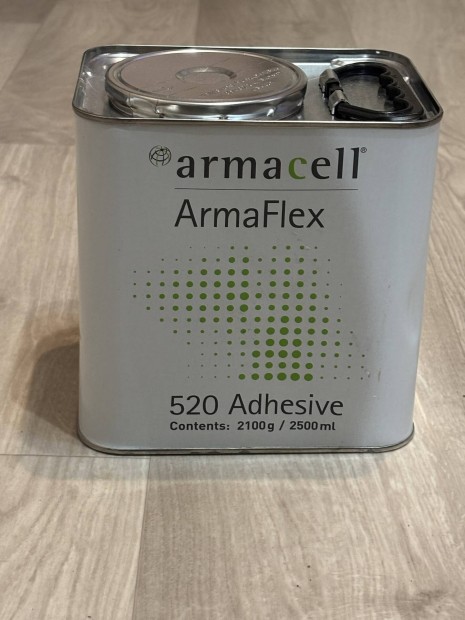 armacell®
ArmaFlex
520 Adhesive
Contents: 2100g / 2500ml